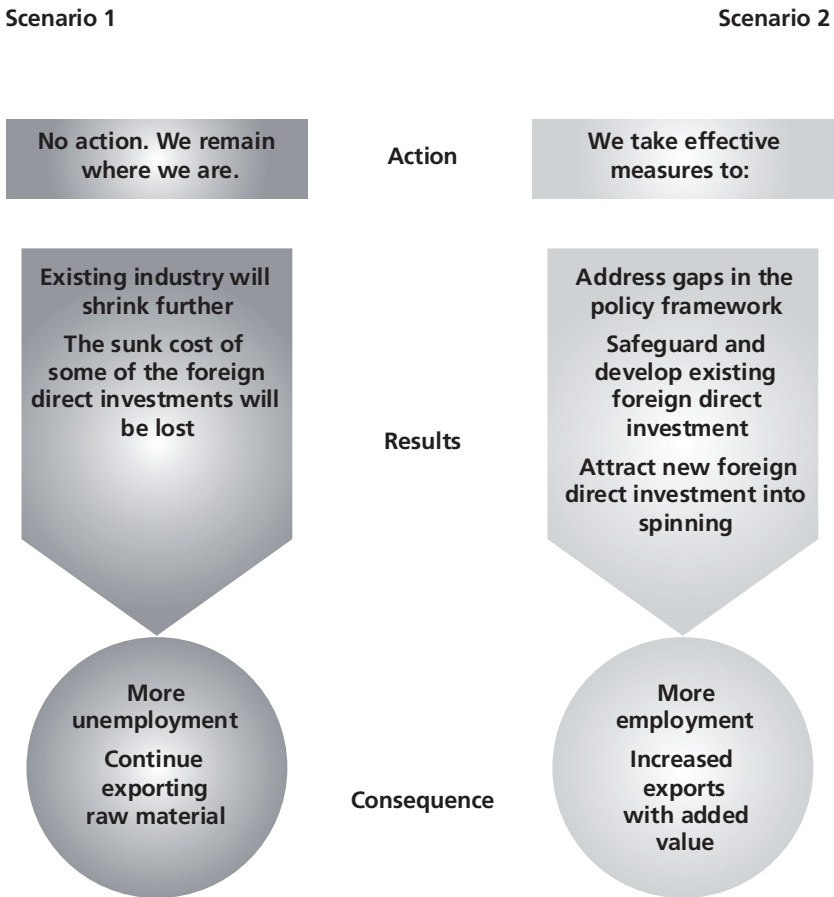 Scenario 1
Scenario 2
No action. We remain
where we are.
Action
We take effective
measures to:
Existing industry will
shrink further
The sunk cost of
some of the foreign
direct investments will
be lost
Results
Address gaps in the
policy framework
Safeguard and
develop existing
foreign direct
investment
Attract new foreign
direct investment into
spinning
More
unemployment
Continue
exporting
raw material
Consequence
More
employment
Increased
exports
with added
value